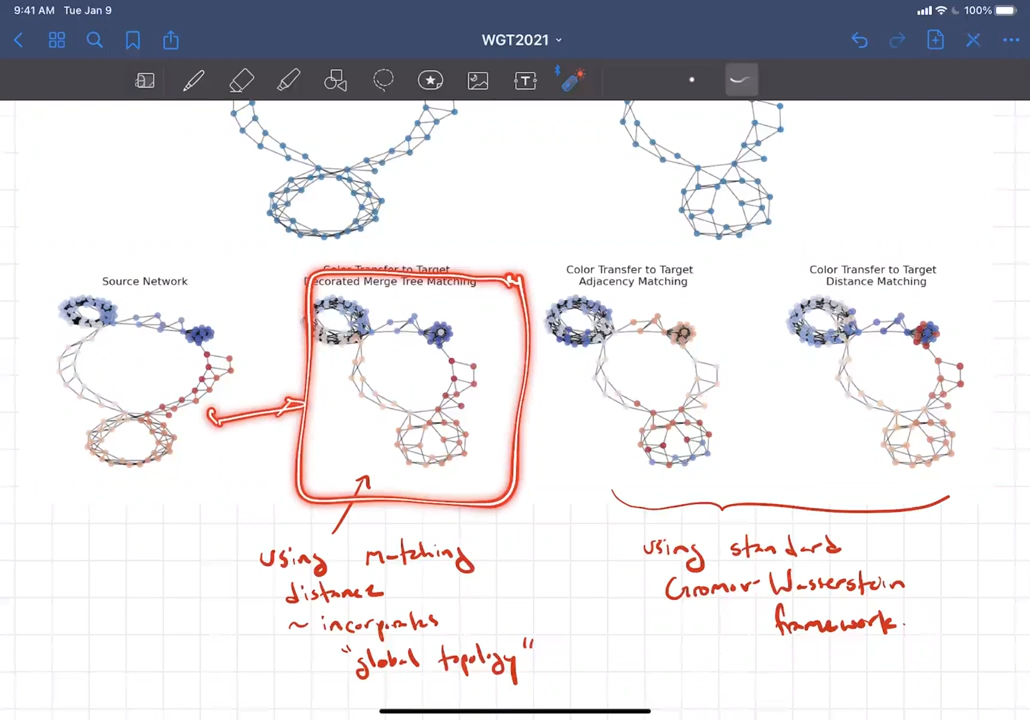 9:41 AM Tue Jan 9
100%
WGT2021
Source Network
Color Transfer to Target
Decorated Merge Tree Matching
Color Transfer to Target
Adjacency Matching
Color Transfer to Target
Distance Matching
using matching
distance
~ incorporates
"global topology"
using standard
Gromov-Wasserstein
framework.